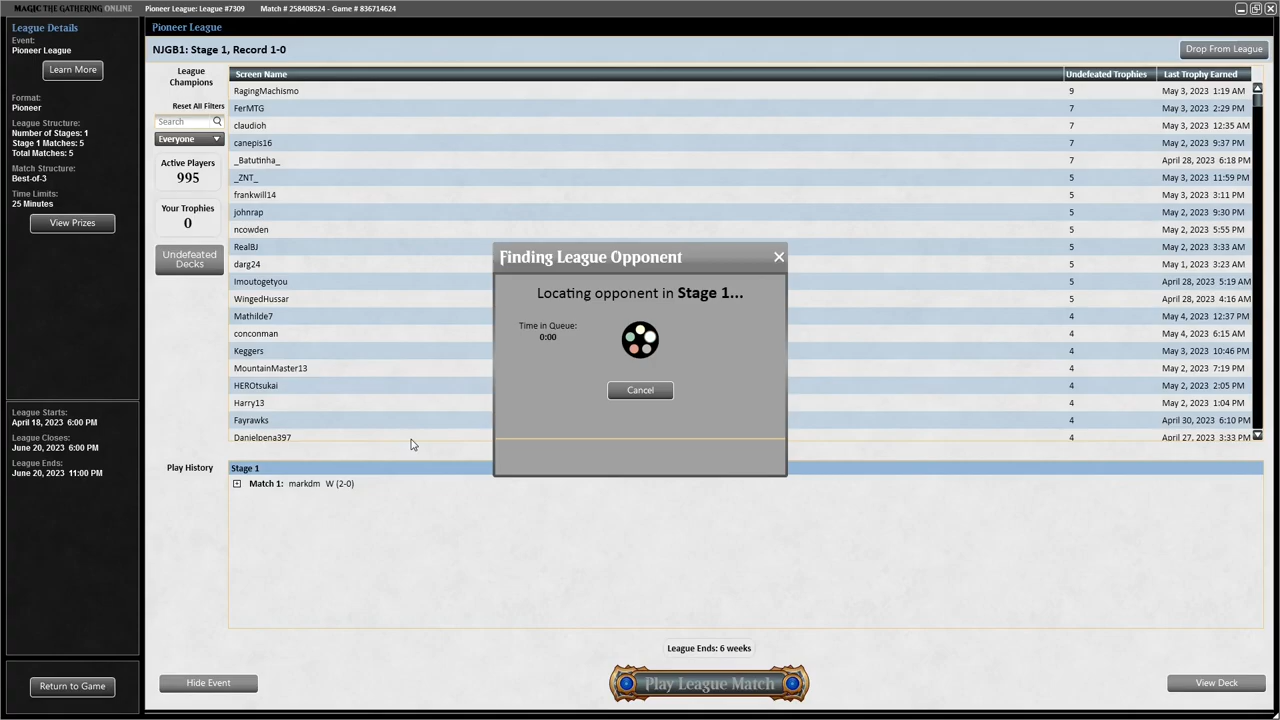 MAGIC THE GATHERING ONLINE
Pioneer League: League #7309
Match # 258408524 - Game # 836714624
League Details
Event:
Pioneer League
Learn More
Format:
Pioneer
League Structure:
Number of Stages: 1
Stage 1 Matches: 5
Total Matches: 5
Match Structure:
Best-of-3
Time Limits:
25 Minutes
View Prizes
League Starts:
April 18, 2023 6:00 PM
League Closes:
June 20, 2023 6:00 PM
League Ends:
June 20, 2023 11:00 PM
Return to Game
Pioneer League
NJGB1: Stage 1, Record 1-0
Drop From League
League
Champions
Reset All Filters
Search
Everyone
Active Players
995
Your Trophies
0
Undefeated
Decks
Screen Name Undefeated Trophies Last Trophy Earned
RagingMachismo 9 May 3, 2023 1:19 AM
FerMTG 7 May 3, 2023 2:29 PM
claudioh 7 May 3, 2023 12:35 AM
canepis16 7 May 2, 2023 9:37 PM
_Batutinha_ 7 April 28, 2023 6:18 PM
_ZNT_ 5 May 3, 2023 11:59 PM
frankwill14 5 May 3, 2023 3:11 PM
johnrap 5 May 2, 2023 9:30 PM
ncowden 5 May 2, 2023 5:55 PM
RealBJ 5 May 2, 2023 3:33 AM
darg24 5 May 1, 2023 3:23 AM
Imoutogetyou 5 April 28, 2023 5:19 AM
WingedHussar 5 April 28, 2023 4:16 AM
Mathilde7 4 May 4, 2023 12:37 PM
conconman 4 May 4, 2023 6:15 AM
Keggers 4 May 3, 2023 10:46 PM
MountainMaster13 4 May 2, 2023 7:19 PM
HEROtsukai 4 May 2, 2023 2:05 PM
Harry13 4 May 2, 2023 1:04 PM
Fayrawks 4 April 30, 2023 6:10 PM
Danielpena397 4 April 27, 2023 3:33 PM
Finding League Opponent
Locating opponent in Stage 1...
Time in Queue:
0:00
Cancel
Play History
Stage 1
Match 1: markdm W (2-0)
League Ends: 6 weeks
Hide Event
Play League Match
View Deck